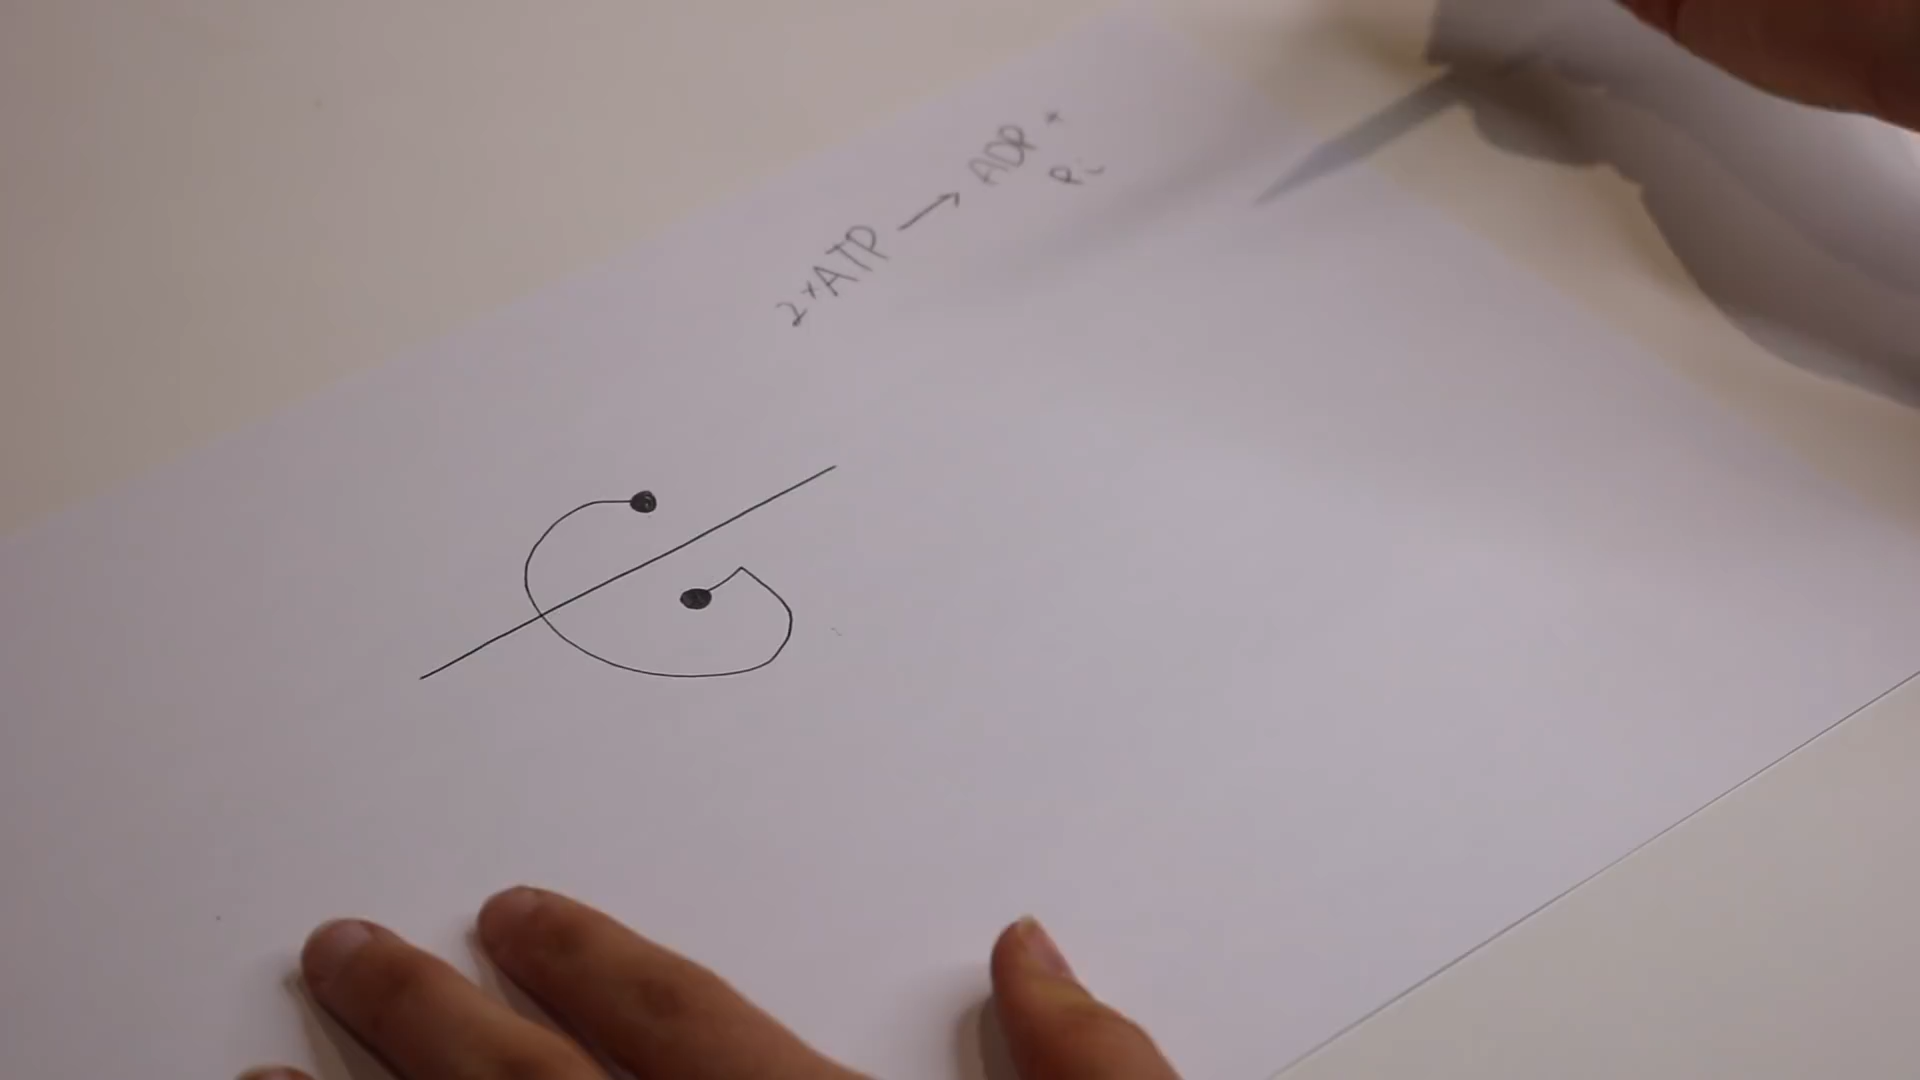 2×ATP → ADP +
Pi